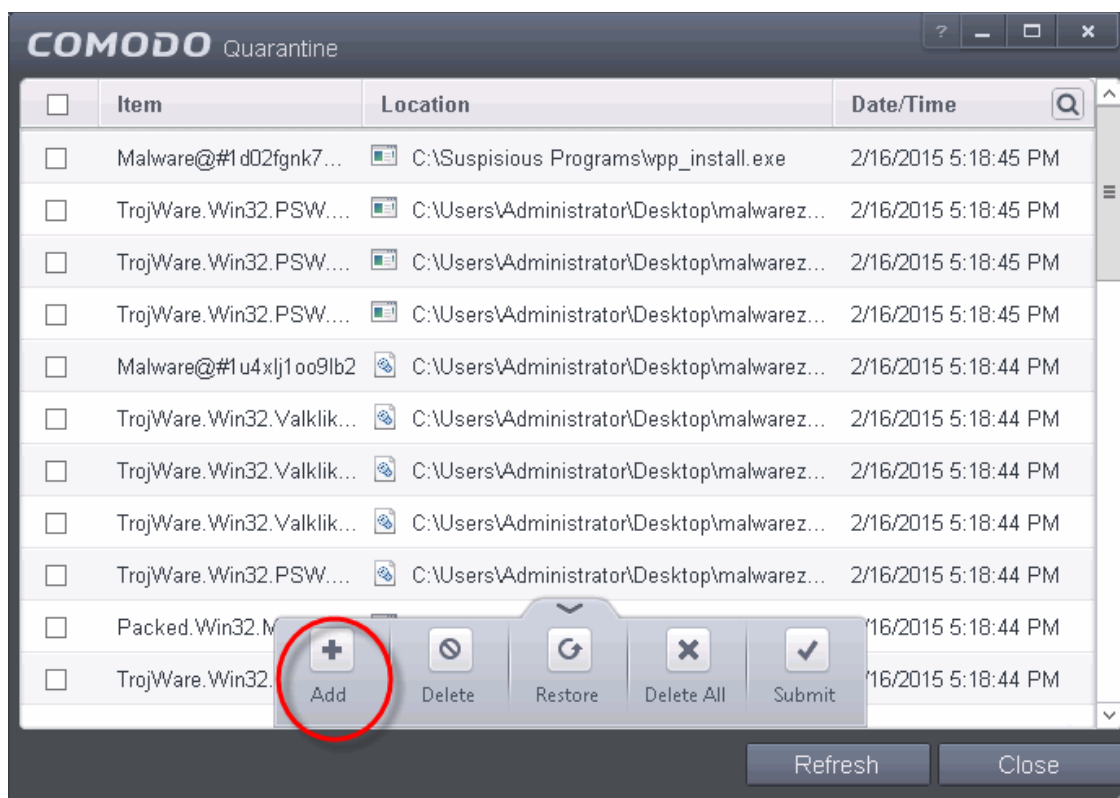 COMODO Quarantine
?
Item Location Date/Time
Malware@#1d02fgnk7... C:\Suspisious Programs\vpp_install.exe 2/16/2015 5:18:45 PM
TrojWare.Win32.PSW.... C:\Users\Administrator\Desktop\malwarez... 2/16/2015 5:18:45 PM
TrojWare.Win32.PSW.... C:\Users\Administrator\Desktop\malwarez... 2/16/2015 5:18:45 PM
TrojWare.Win32.PSW.... C:\Users\Administrator\Desktop\malwarez... 2/16/2015 5:18:45 PM
Malware@#1u4xlj1oo9lb2 C:\Users\Administrator\Desktop\malwarez... 2/16/2015 5:18:44 PM
TrojWare.Win32.Valklik... C:\Users\Administrator\Desktop\malwarez... 2/16/2015 5:18:44 PM
TrojWare.Win32.Valklik... C:\Users\Administrator\Desktop\malwarez... 2/16/2015 5:18:44 PM
TrojWare.Win32.Valklik... C:\Users\Administrator\Desktop\malwarez... 2/16/2015 5:18:44 PM
TrojWare.Win32.PSW.... C:\Users\Administrator\Desktop\malwarez... 2/16/2015 5:18:44 PM
Packed.Win32.M /16/2015 5:18:44 PM
TrojWare.Win32. /16/2015 5:18:44 PM
Add Delete Restore Delete All Submit
Refresh Close